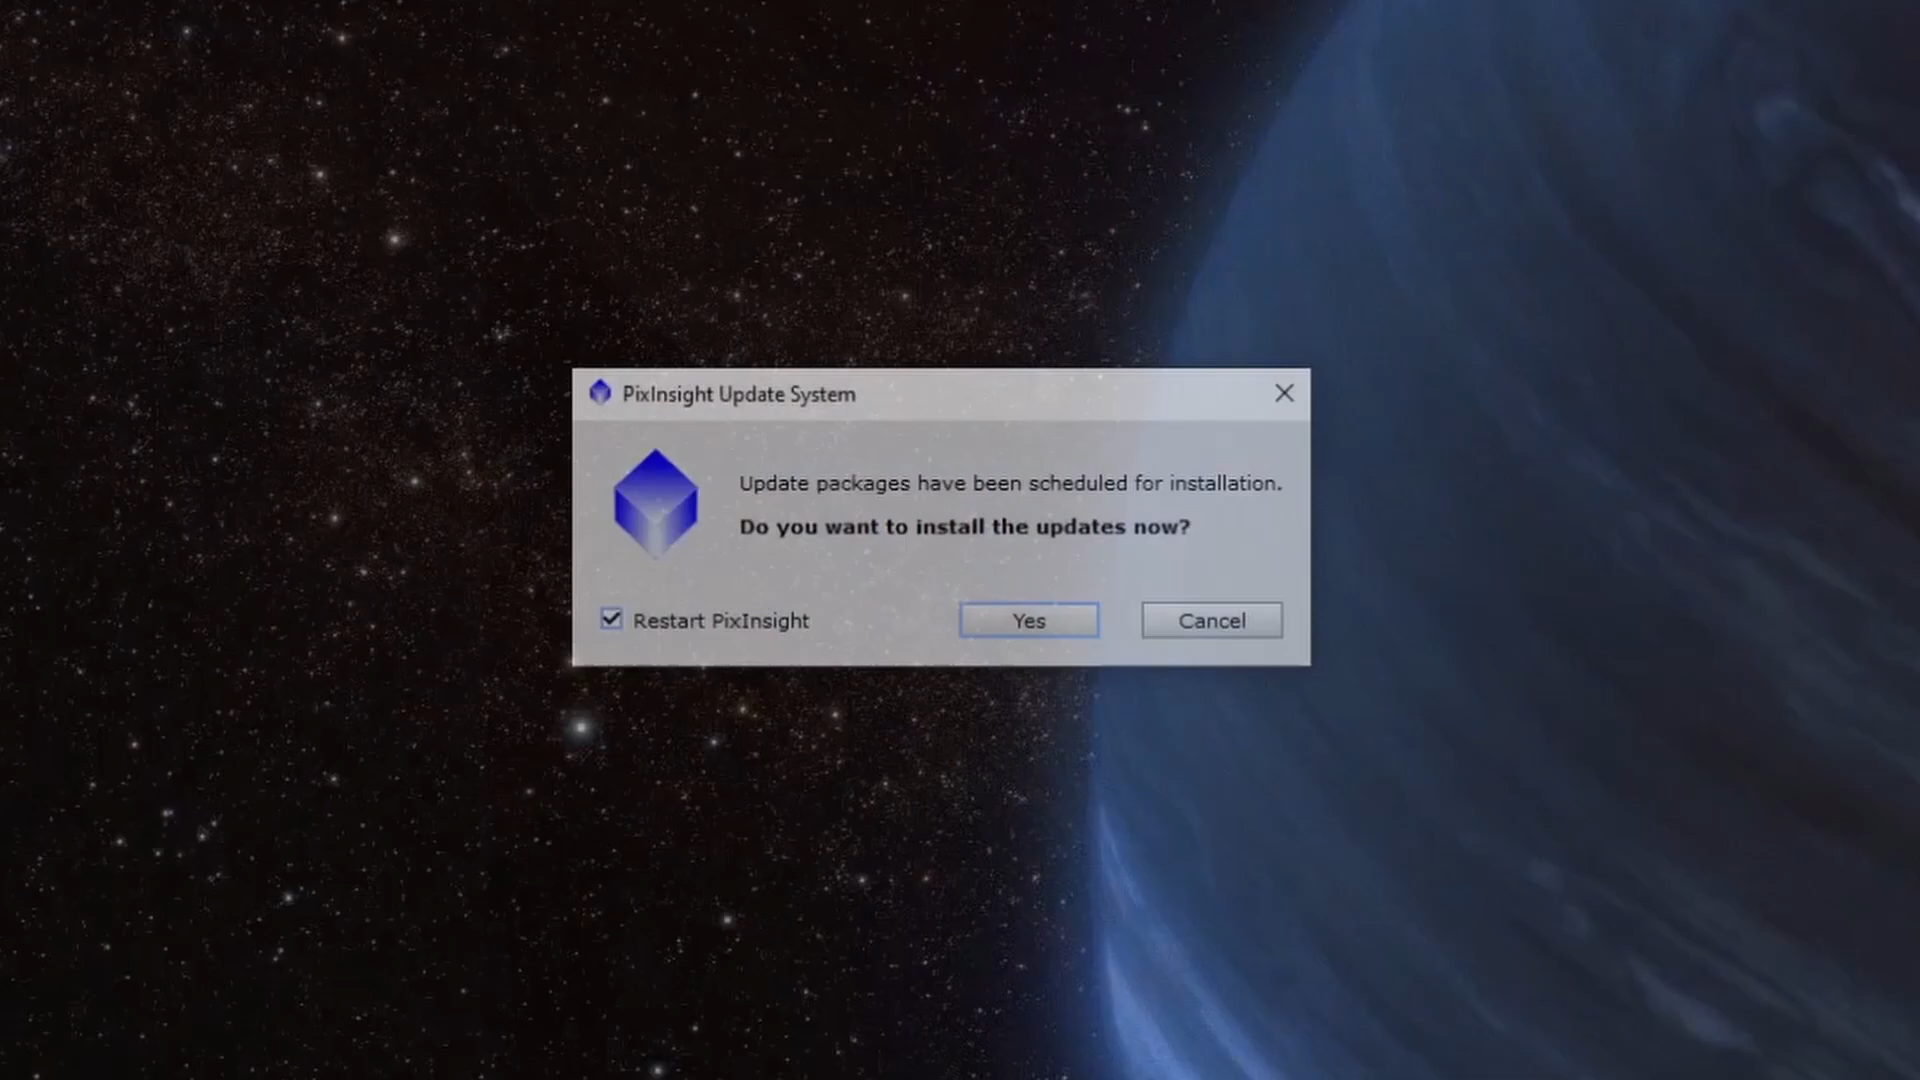 PixInsight Update System
Update packages have been scheduled for installation.
Do you want to install the updates now?
Restart PixInsight
Yes
Cancel